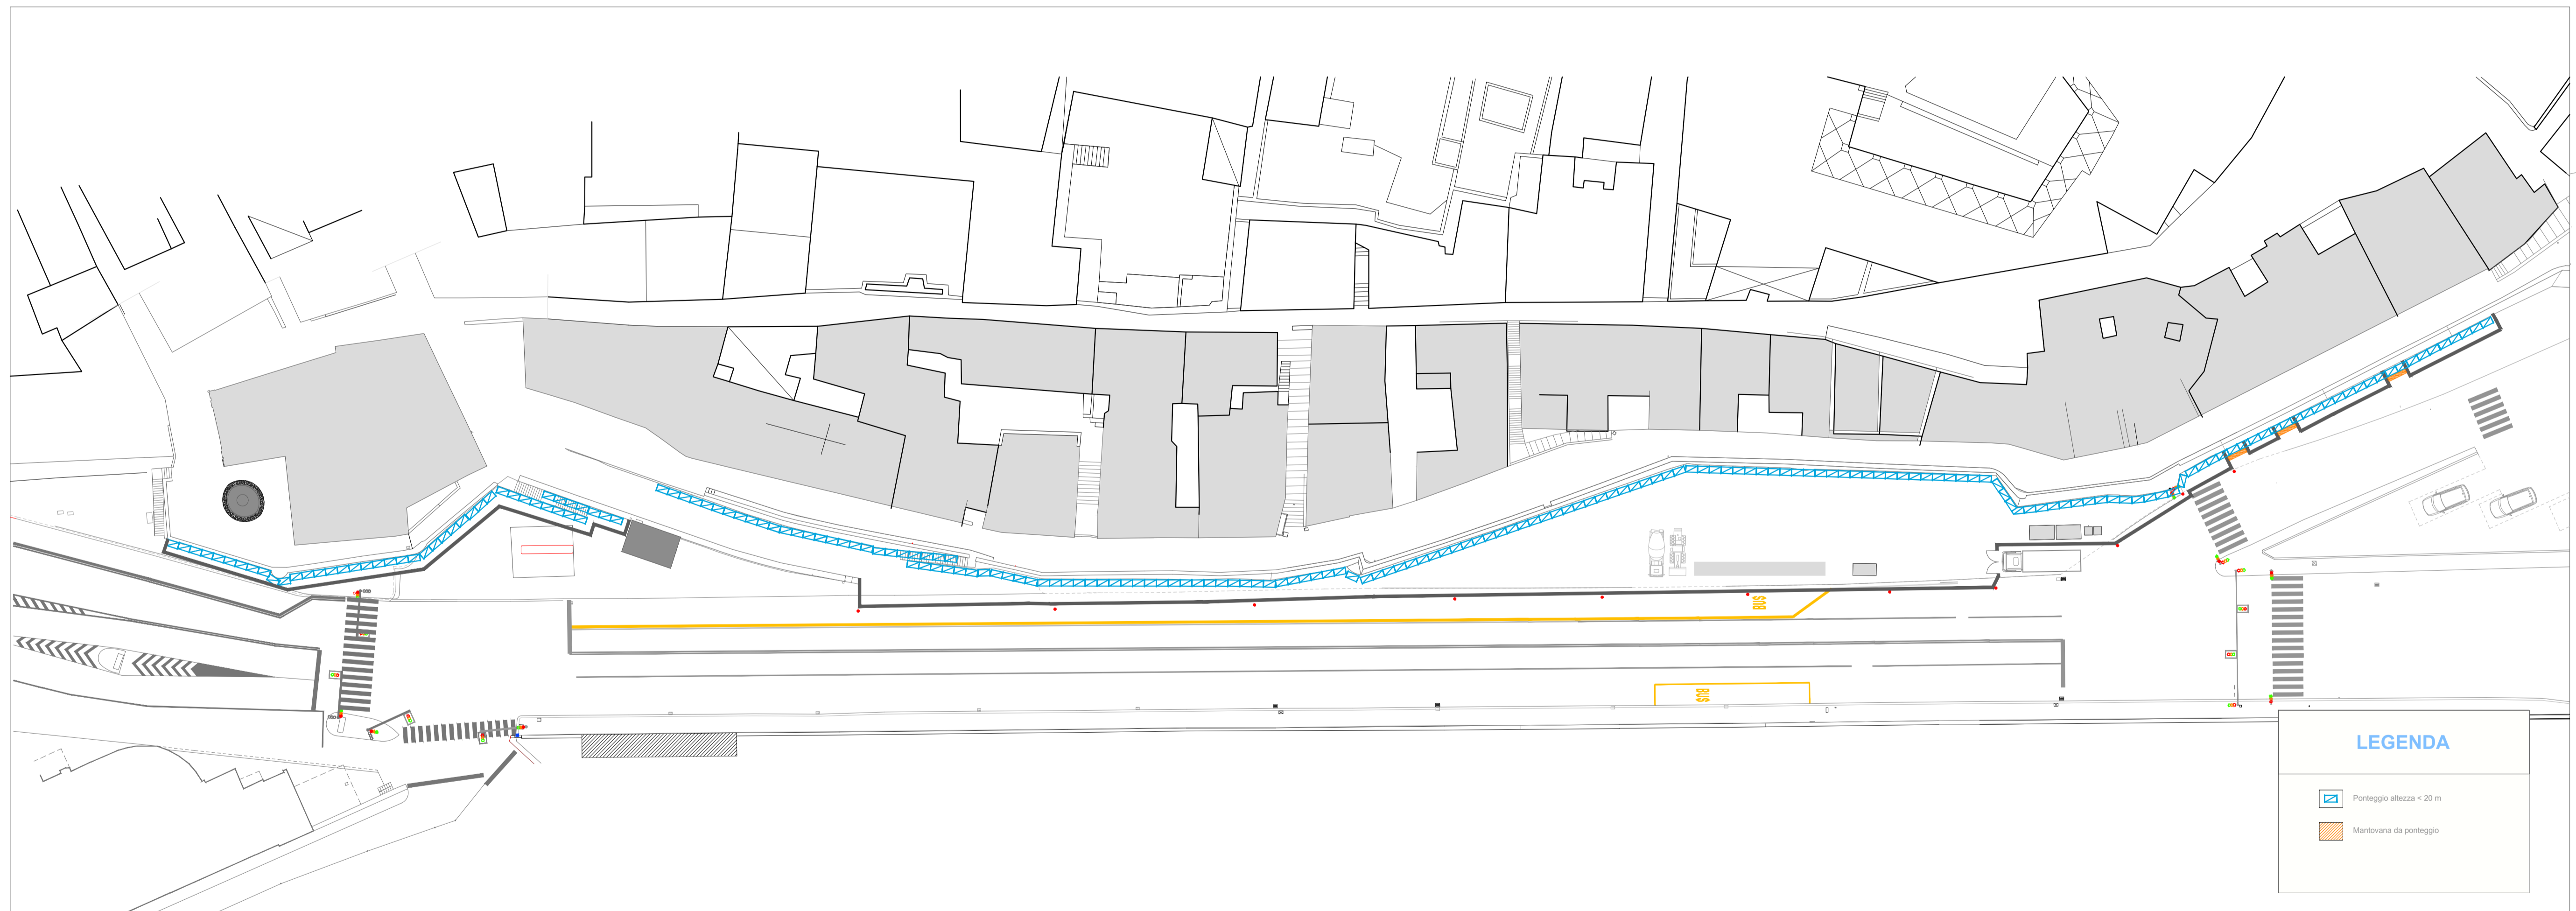 BUS
BUS
LEGENDA
Ponteggio altezza < 20 m
Mantovana da ponteggio